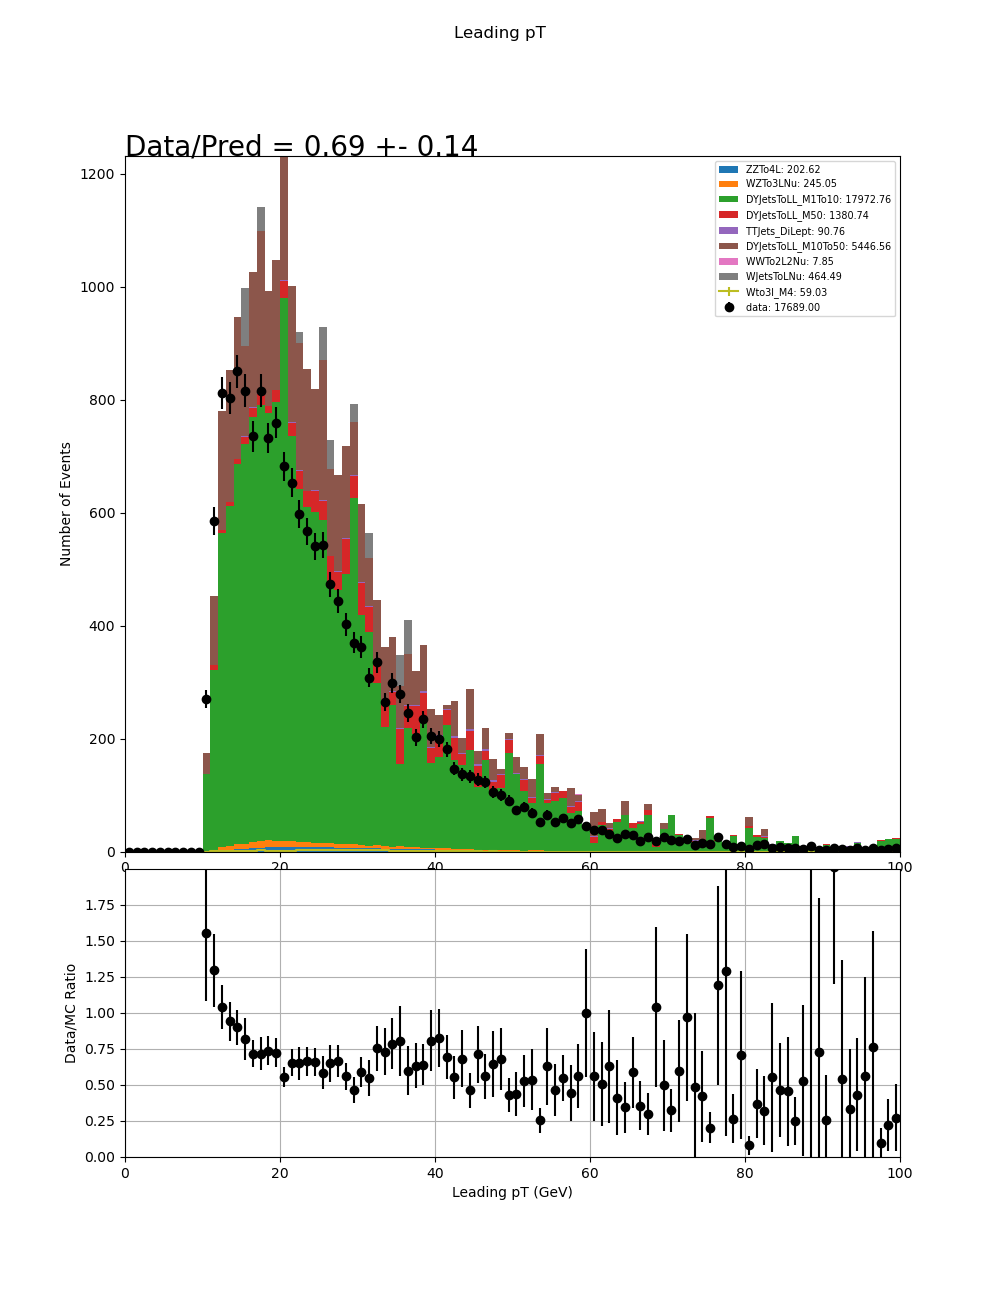 Leading pT
Data/Pred = 0.69 +- 0.14
1200
1000
800
600
400
200
0
Number of Events
ZZTo4L: 202.62
WZTo3LNu: 245.05
DYJetsToLL_M1To10: 17972.76
DYJetsToLL_M50: 1380.74
TTJets_DiLept: 90.76
DYJetsToLL_M10To50: 5446.56
WWTo2L2Nu: 7.85
WJetsToLNu: 464.49
Wto3l_M4: 59.03
data: 17689.00
0 20 40 60 80 100
1.75
1.50
1.25
1.00
0.75
0.50
0.25
0.00
Data/MC Ratio
0 20 40 60 80 100
Leading pT (GeV)